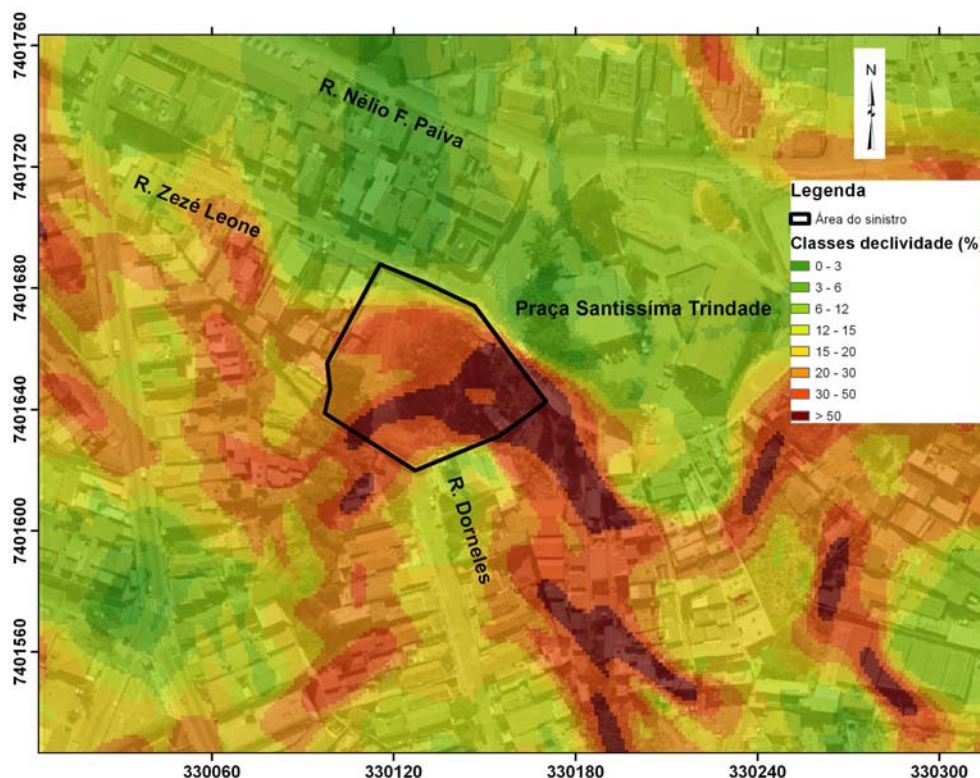 7401760
7401720
7401680
7401640
7401600
7401560
R. Nélio F. Paiva
R. Zezé Leone
Praça Santissíma Trindade
R. Dorneles
N
Legenda
Área do sinistro
Classes declividade (%
0 - 3
3 - 6
6 - 12
12 - 15
15 - 20
20 - 30
30 - 50
> 50
330060
330120
330180
330240
330300